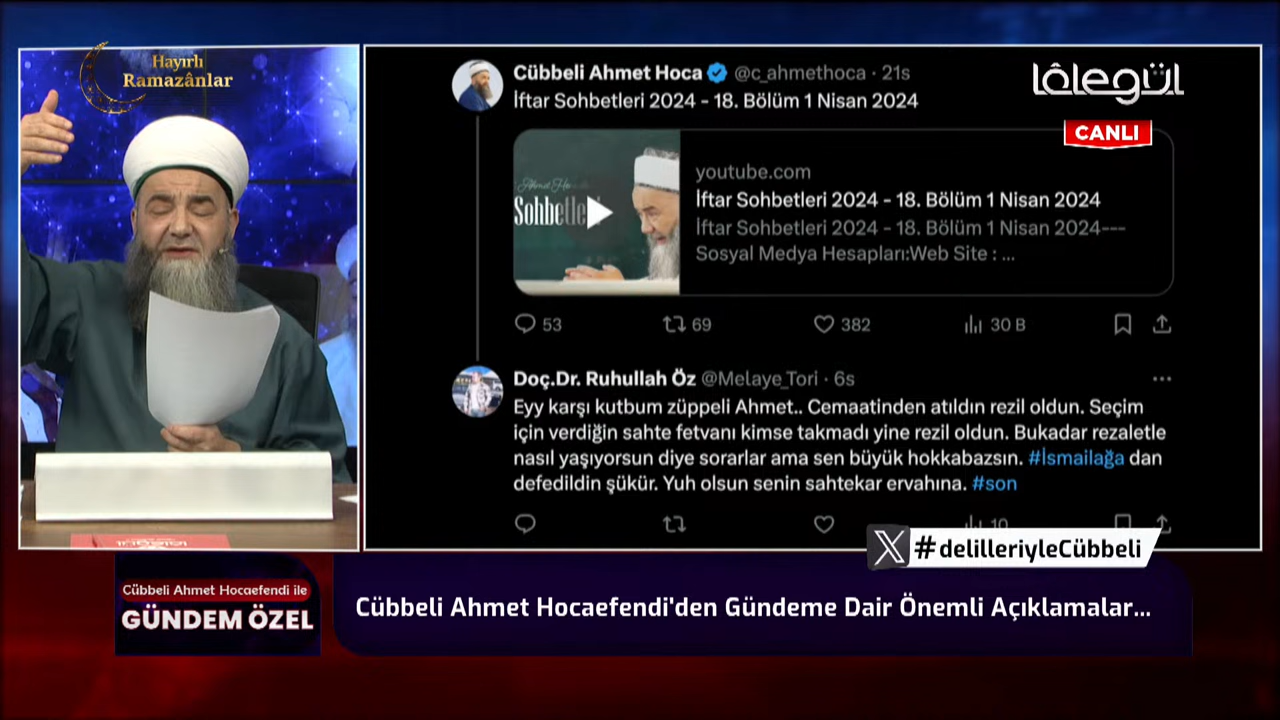 Hayırlı
Ramazânlar
Cübbeli Ahmet Hoca @c_ahmethoca · 21s
İftar Sohbetleri 2024 - 18. Bölüm 1 Nisan 2024
lâlegül
CANLI
Sohbetle
youtube.com
İftar Sohbetleri 2024 - 18. Bölüm 1 Nisan 2024
İftar Sohbetleri 2024 - 18. Bölüm 1 Nisan 2024---
Sosyal Medya Hesapları:Web Site : ...
53 69 382 30 B
Doç.Dr. Ruhullah Öz @Melaye_Tori · 6s
Eyy karşı kutbum züppeli Ahmet.. Cemaatinden atıldın rezil oldun. Seçim
için verdiğin sahte fetvanı kimse takmadı yine rezil oldun. Bukadar rezaletle
nasıl yaşıyorsun diye sorarlar ama sen büyük hokkabazsın. #İsmailağa dan
defedildin şükür. Yuh olsun senin sahtekar ervahına. #son
10
X #delilleriyleCübbeli
Cübbeli Ahmet Hocaefendi ile
GÜNDEM ÖZEL
Cübbeli Ahmet Hocaefendi'den Gündeme Dair Önemli Açıklamalar...